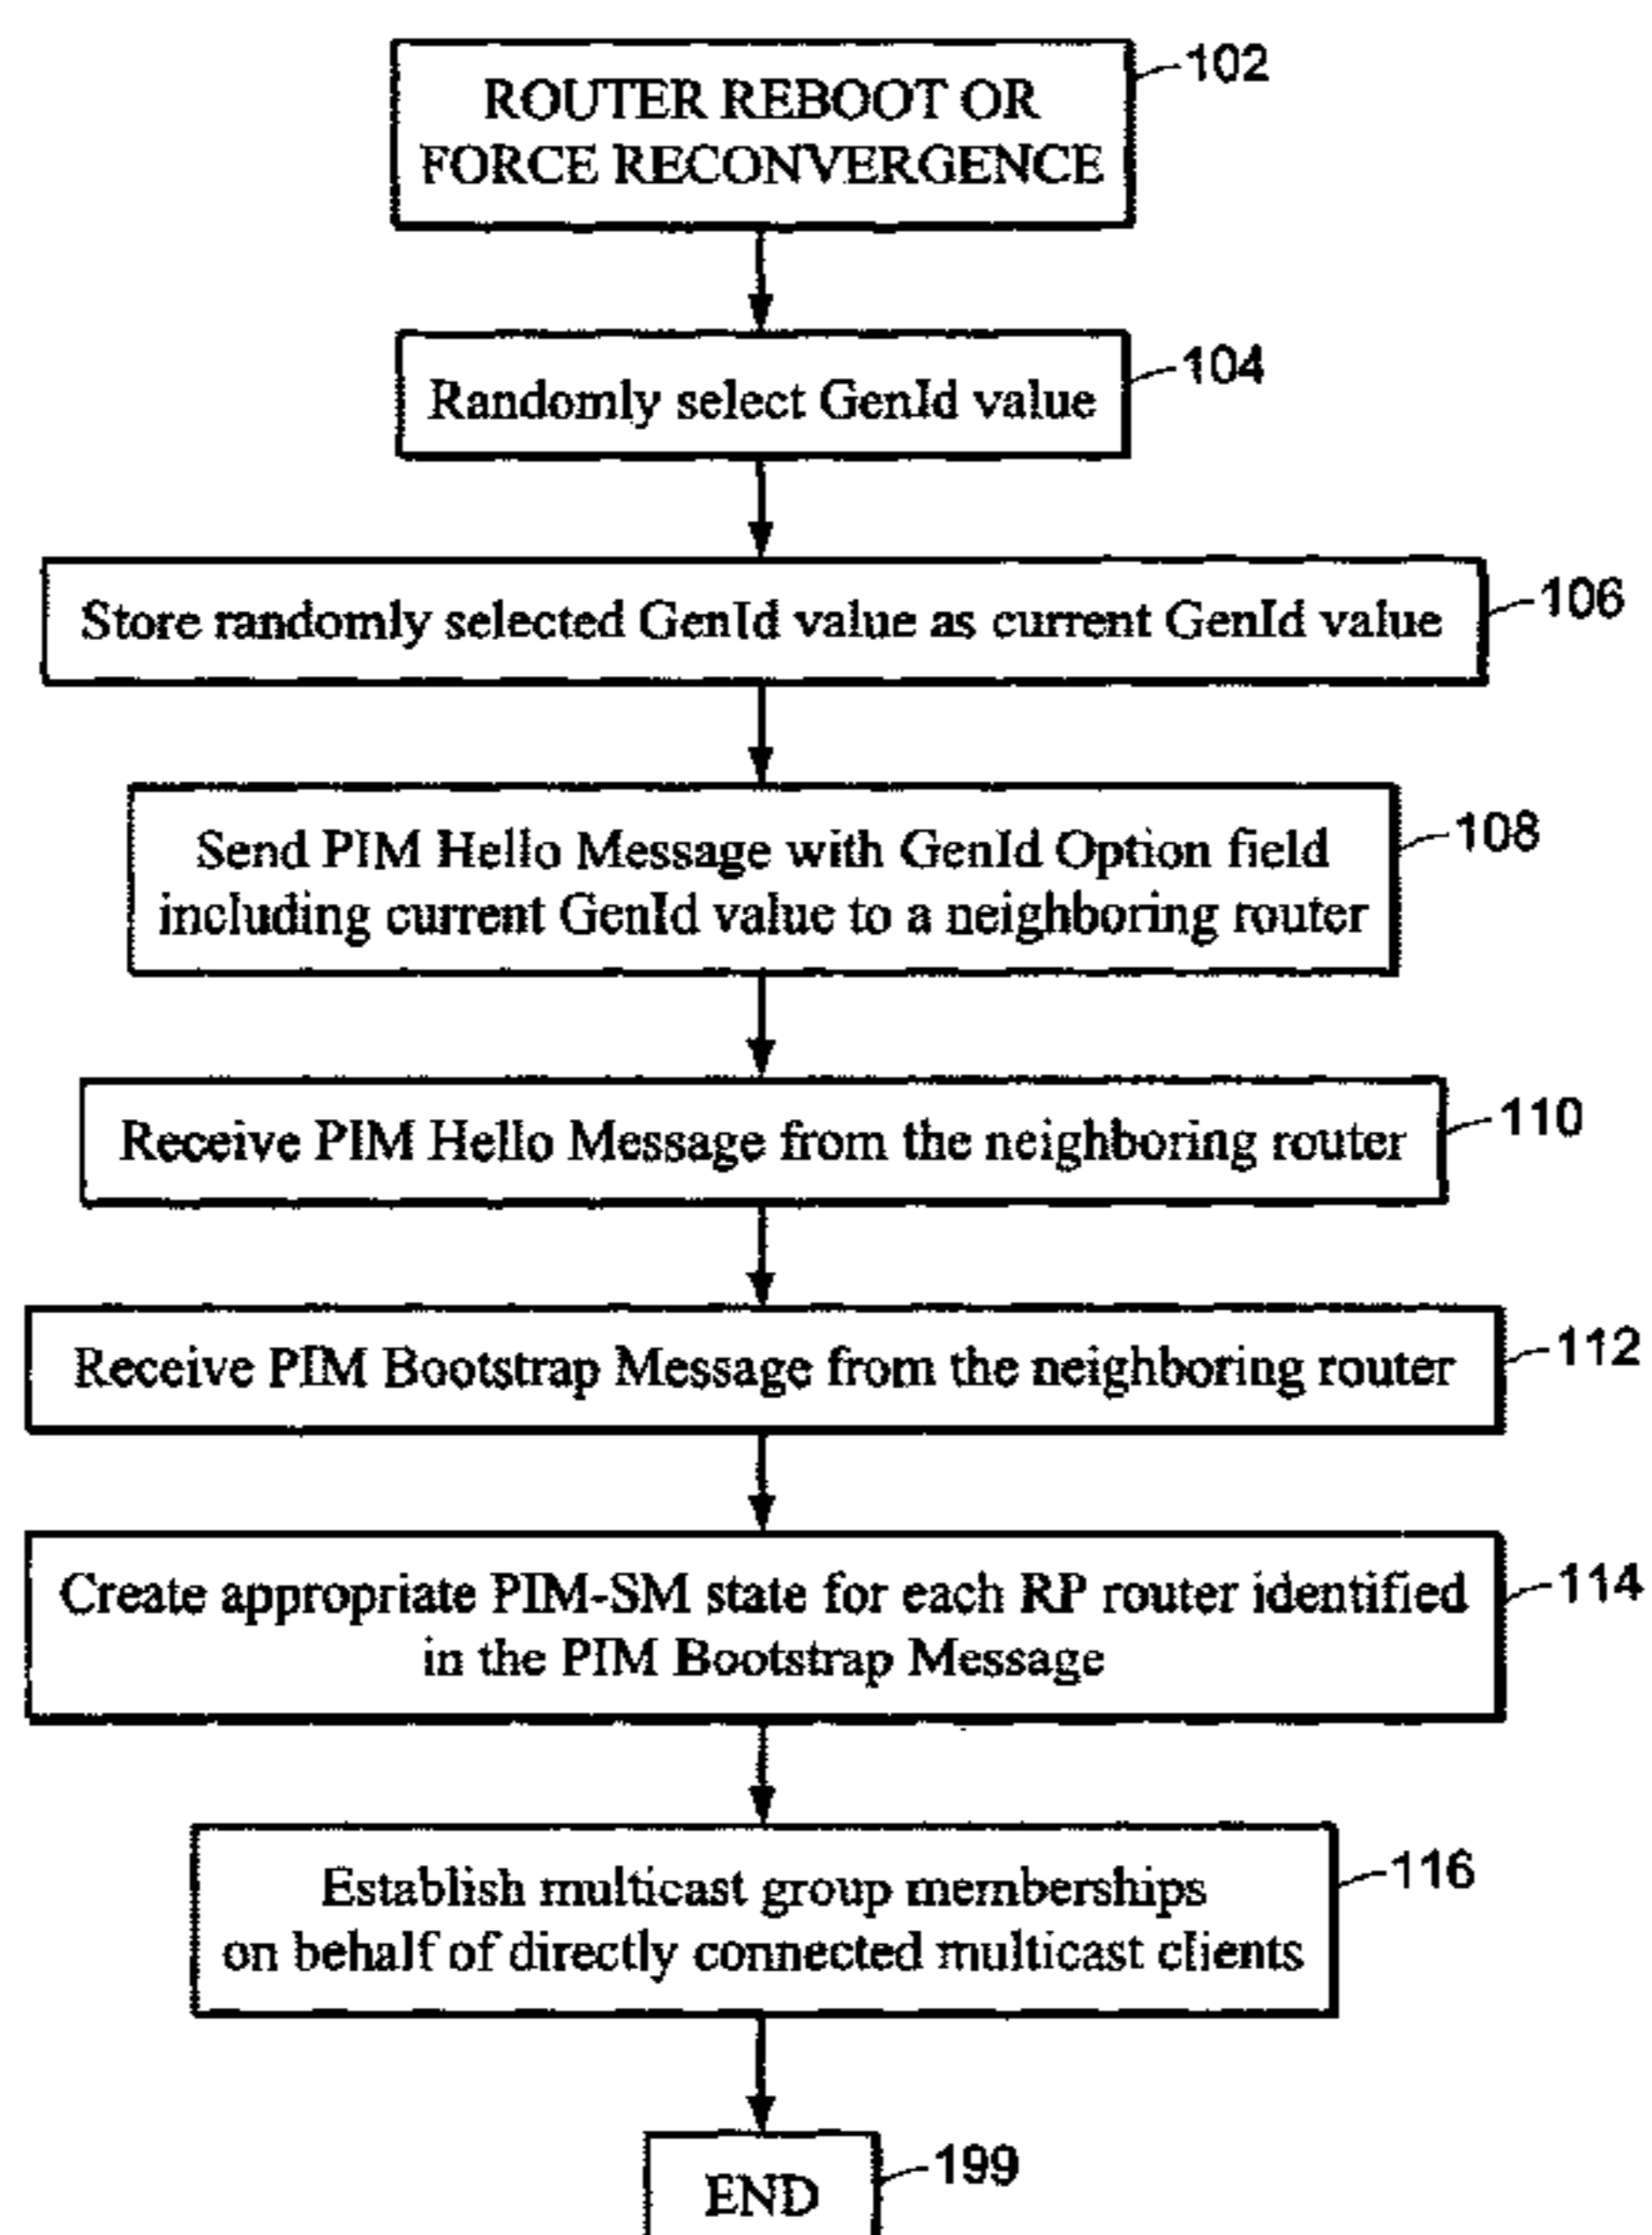 ROUTER REBOOT OR
FORCE RECONVERGENCE
102
Randomly select GenId value
104
Store randomly selected GenId value as current GenId value
106
Send PIM Hello Message with GenId Option field
including current GenId value to a neighboring router
108
Receive PIM Hello Message from the neighboring router
110
Receive PIM Bootstrap Message from the neighboring router
112
Create appropriate PIM-SM state for each RP router identified
in the PIM Bootstrap Message
114
Establish multicast group memberships
on behalf of directly connected multicast clients
116
END
199